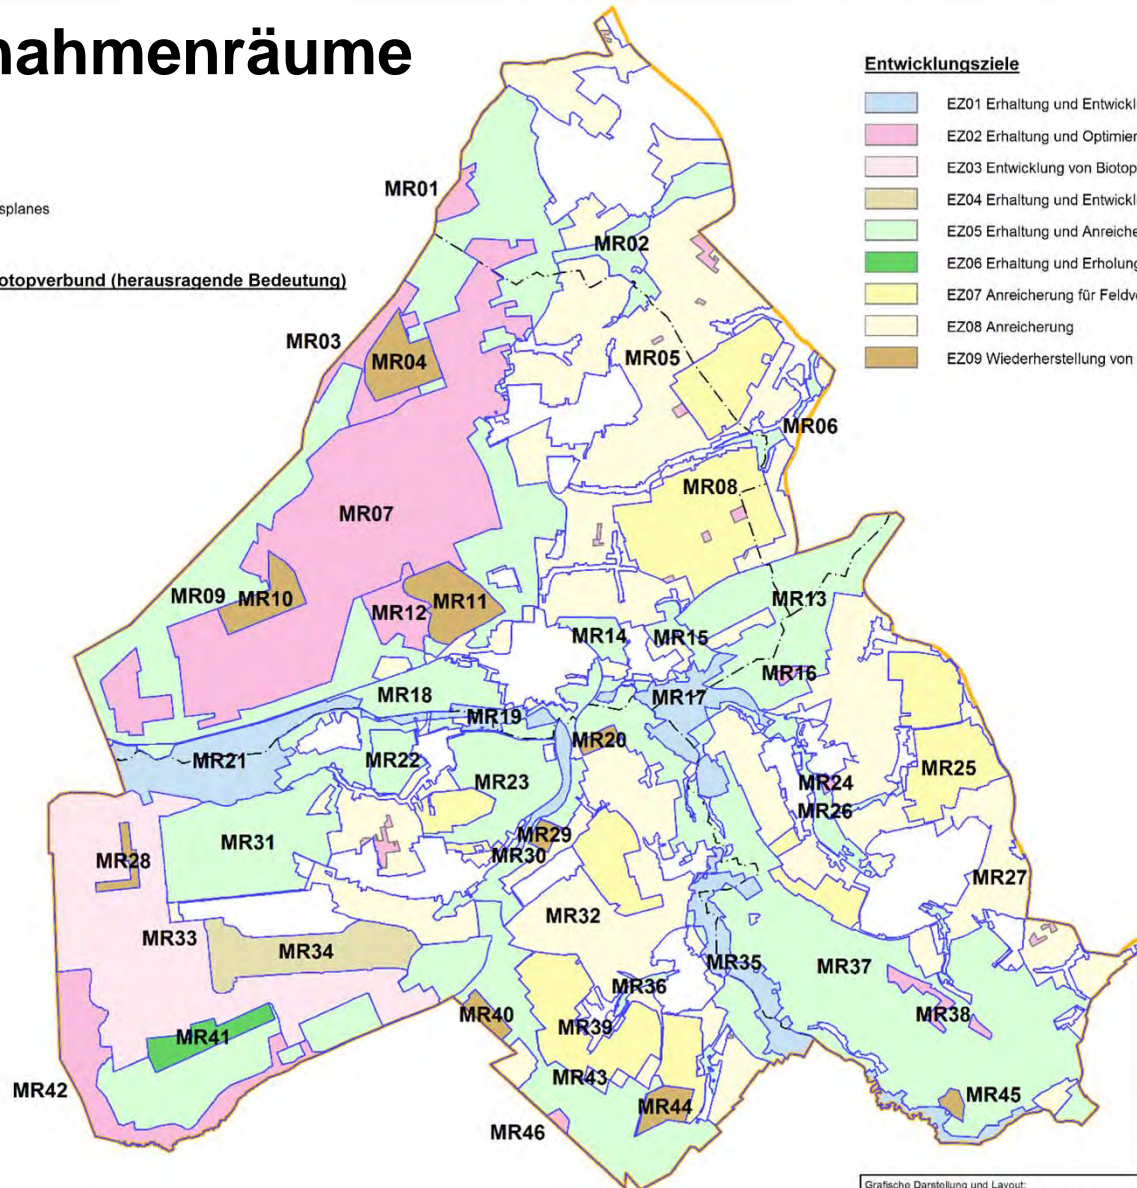 nahmenräume
splanes
otopverbund (herausragende Bedeutung)
Entwicklungsziele
EZ01 Erhaltung und Entwickl
EZ02 Erhaltung und Optimier
EZ03 Entwicklung von Biotop
EZ04 Erhaltung und Entwickl
EZ05 Erhaltung und Anreiche
EZ06 Erhaltung und Erholung
EZ07 Anreicherung für Feldv
EZ08 Anreicherung
EZ09 Wiederherstellung von
MR01
MR02
MR03
MR04
MR05
MR06
MR07
MR08
MR09
MR10
MR11
MR12
MR13
MR14
MR15
MR16
MR17
MR18
MR19
MR20
MR21
MR22
MR23
MR24
MR25
MR26
MR27
MR28
MR29
MR30
MR31
MR32
MR33
MR34
MR35
MR36
MR37
MR38
MR39
MR40
MR41
MR42
MR43
MR44
MR45
MR46
Grafische Darstellung und Layout: